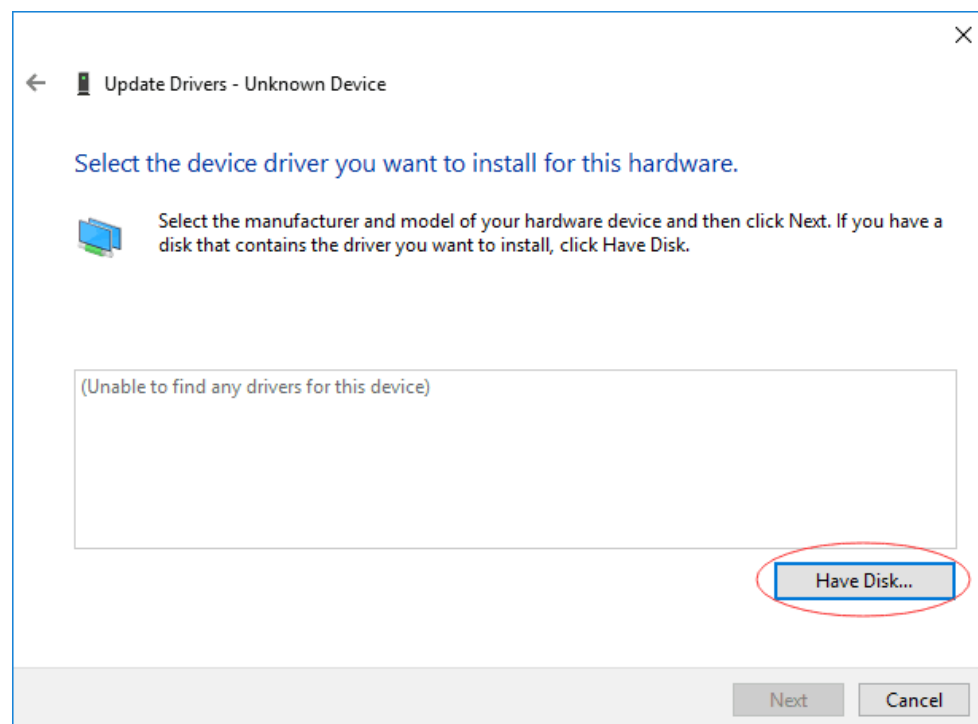 Update Drivers - Unknown Device
Select the device driver you want to install for this hardware.
Select the manufacturer and model of your hardware device and then click Next. If you have a
disk that contains the driver you want to install, click Have Disk.
(Unable to find any drivers for this device)
Have Disk...
Next
Cancel